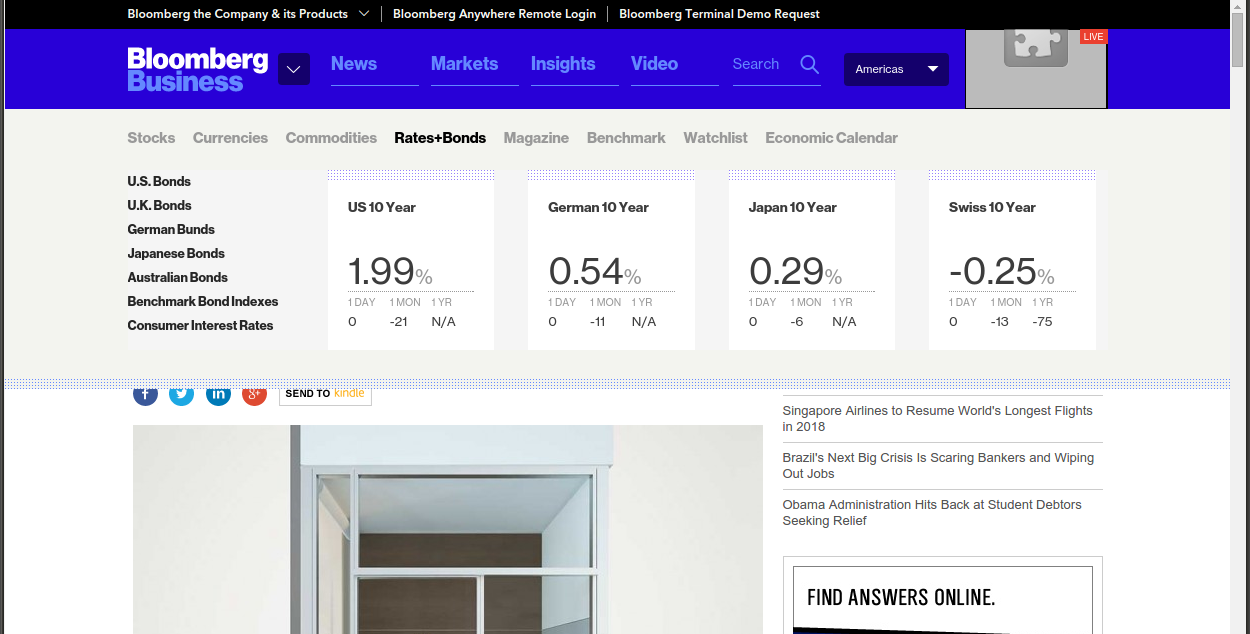 Bloomberg the Company & its Products Bloomberg Anywhere Remote Login Bloomberg Terminal Demo Request
Bloomberg
Business
News Markets Insights Video Search Americas LIVE
Stocks Currencies Commodities Rates+Bonds Magazine Benchmark Watchlist Economic Calendar
U.S. Bonds
U.K. Bonds
German Bunds
Japanese Bonds
Australian Bonds
Benchmark Bond Indexes
Consumer Interest Rates
US 10 Year
1.99%
1 DAY 1 MON 1 YR
0 -21 N/A
German 10 Year
0.54%
1 DAY 1 MON 1 YR
0 -11 N/A
Japan 10 Year
0.29%
1 DAY 1 MON 1 YR
0 -6 N/A
Swiss 10 Year
-0.25%
1 DAY 1 MON 1 YR
0 -13 -75
f in g+ SEND TO kindle
Singapore Airlines to Resume World's Longest Flights
in 2018
Brazil's Next Big Crisis Is Scaring Bankers and Wiping
Out Jobs
Obama Administration Hits Back at Student Debtors
Seeking Relief
FIND ANSWERS ONLINE.